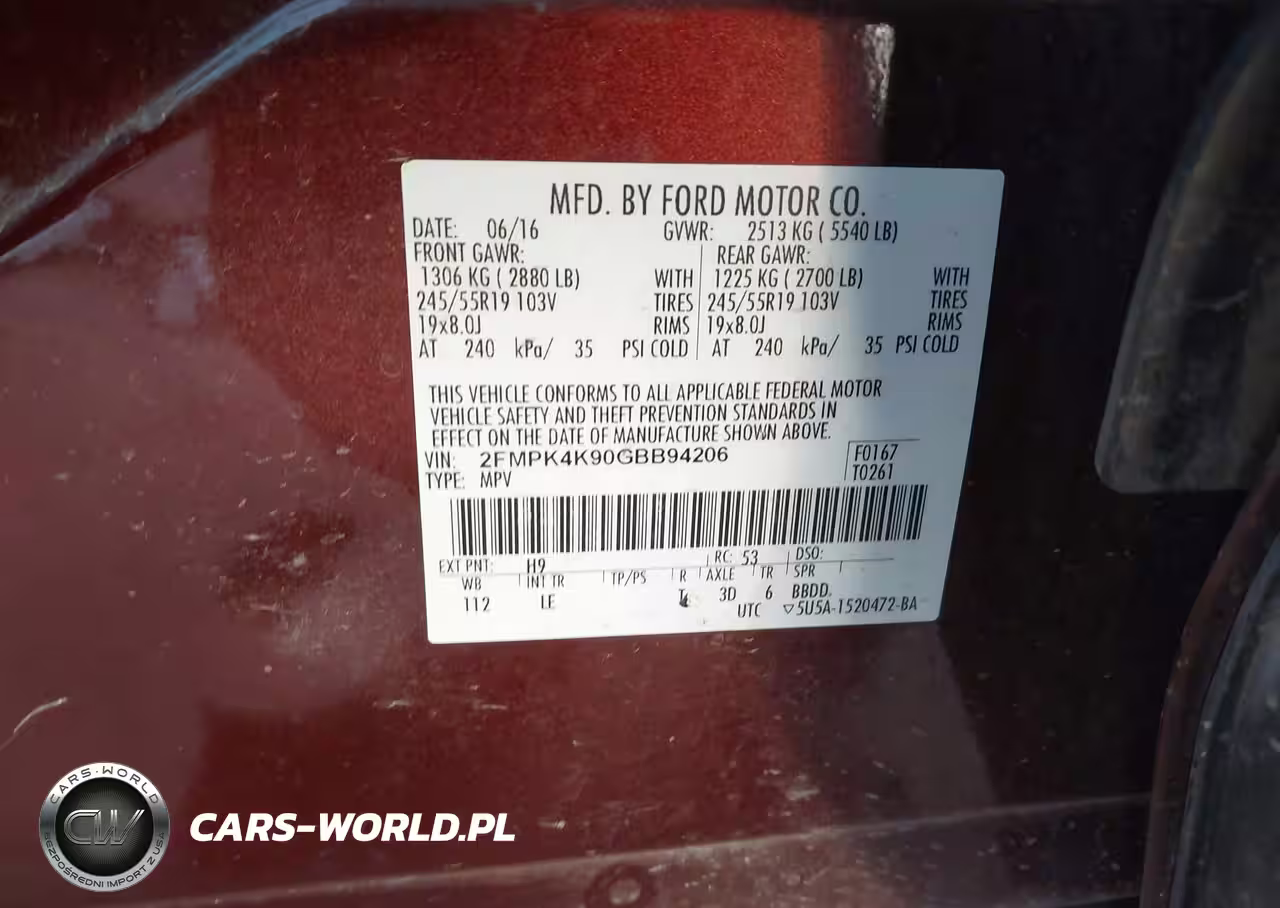 MFD. BY FORD MOTOR CO.
DATE: 06/16 GVWR: 2513 KG ( 5540 LB)
FRONT GAWR: REAR GAWR:
1306 KG ( 2880 LB) WITH 1225 KG ( 2700 LB) WITH
245/55R19 103V TIRES 245/55R19 103V TIRES
19x8.0J RIMS 19x8.0J RIMS
AT 240 kPa/ 35 PSI COLD AT 240 kPa/ 35 PSI COLD
THIS VEHICLE CONFORMS TO ALL APPLICABLE FEDERAL MOTOR
VEHICLE SAFETY AND THEFT PREVENTION STANDARDS IN
EFFECT ON THE DATE OF MANUFACTURE SHOWN ABOVE.
VIN: 2FMPK4K90GBB94206 F0167
TYPE: MPV T0261
EXT PNT: H9 RC: 53 DSO:
WB INT TR TP/PS R AXLE TR SPR
112 LE 3D 6 BBDD.
UTC ▽5U5A-1520472-BA
CARS-WORLD
CW
BEZPOŚREDNI IMPORT Z USA
CARS-WORLD.PL